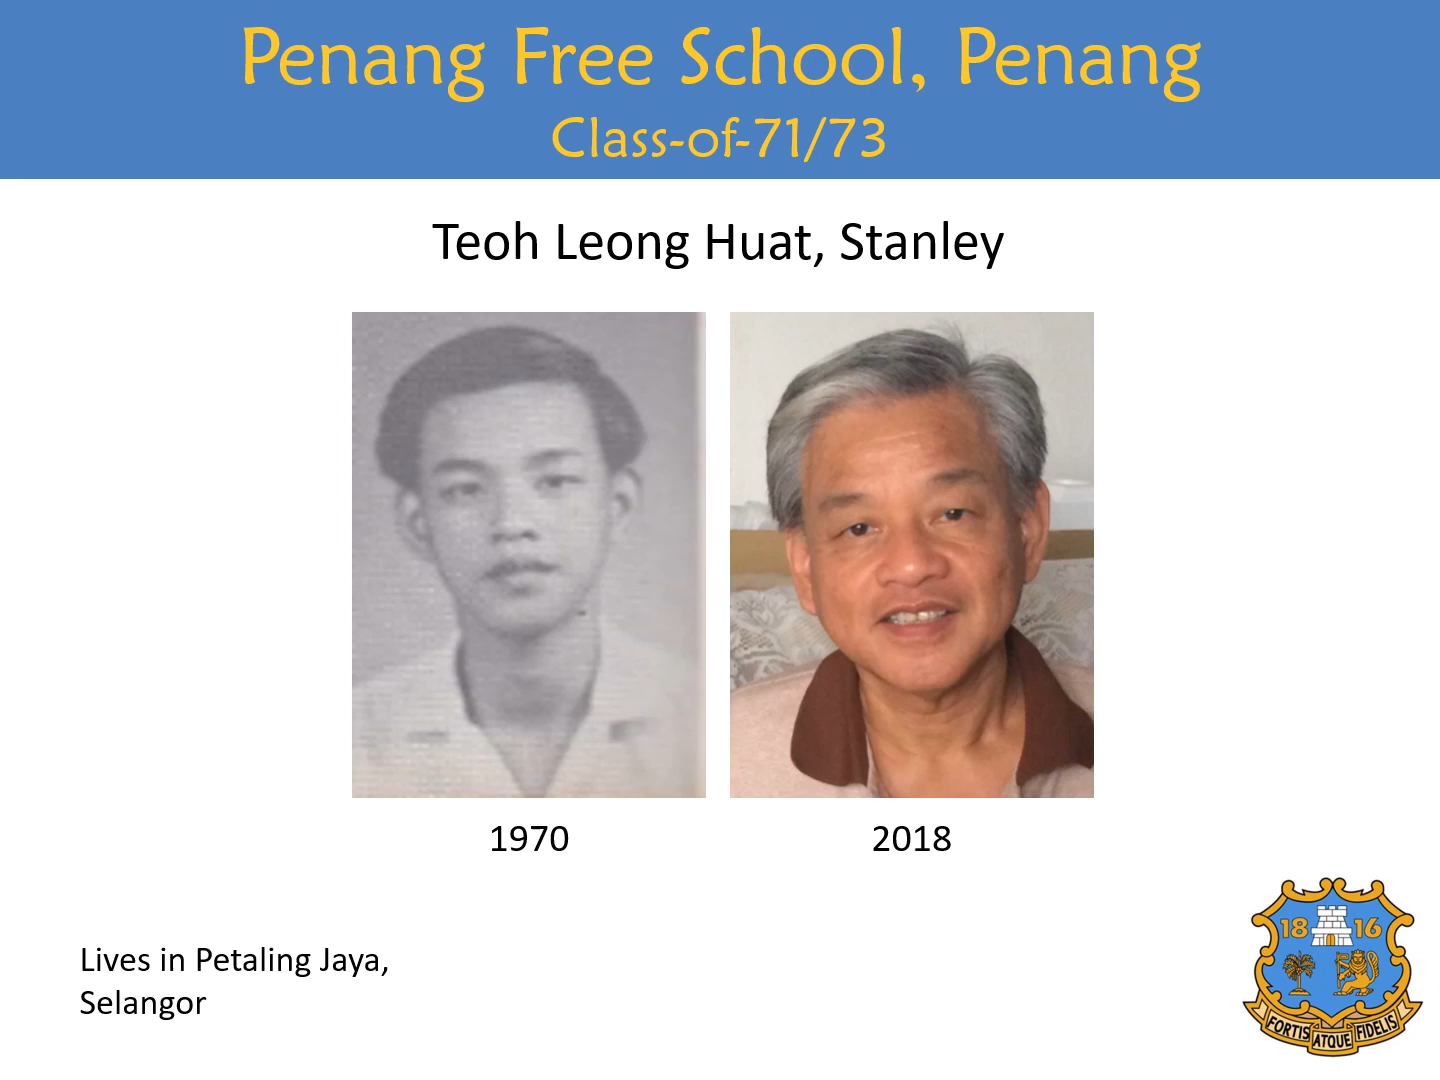 Penang Free School, Penang
Class-of-71/73
Teoh Leong Huat, Stanley
1970
2018
Lives in Petaling Jaya,
Selangor
18 16
FORTIS ATQUE FIDELIS